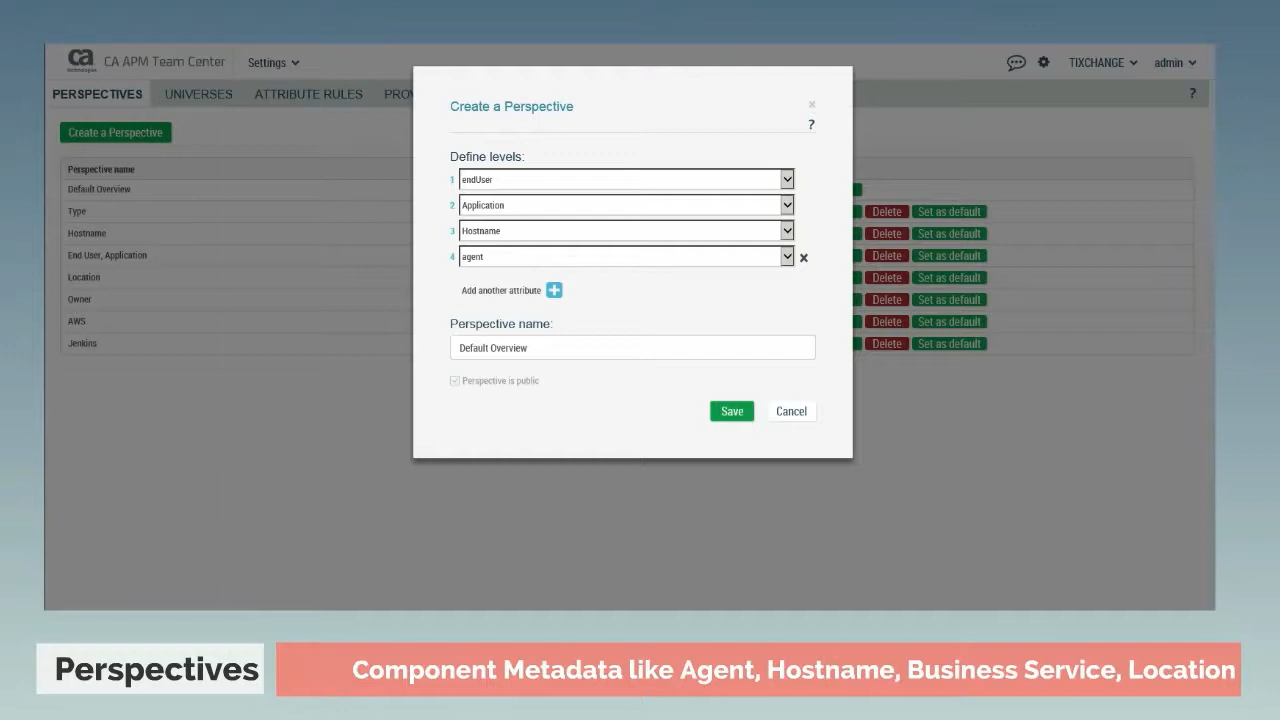 ca
technologies
CA APM Team Center
Settings
TIXCHANGE
admin
PERSPECTIVES
UNIVERSES
ATTRIBUTE RULES
?
Create a Perspective
Perspective name
Default Overview
Type
Delete
Set as default
Hostname
Delete
Set as default
End User, Application
Delete
Set as default
Location
Delete
Set as default
Owner
Delete
Set as default
AWS
Delete
Set as default
Jenkins
Delete
Set as default
Create a Perspective
?
Define levels:
1 endUser
2 Application
3 Hostname
4 agent
Add another attribute
Perspective name:
Default Overview
Perspective is public
Save
Cancel
Perspectives
Component Metadata like Agent, Hostname, Business Service, Location